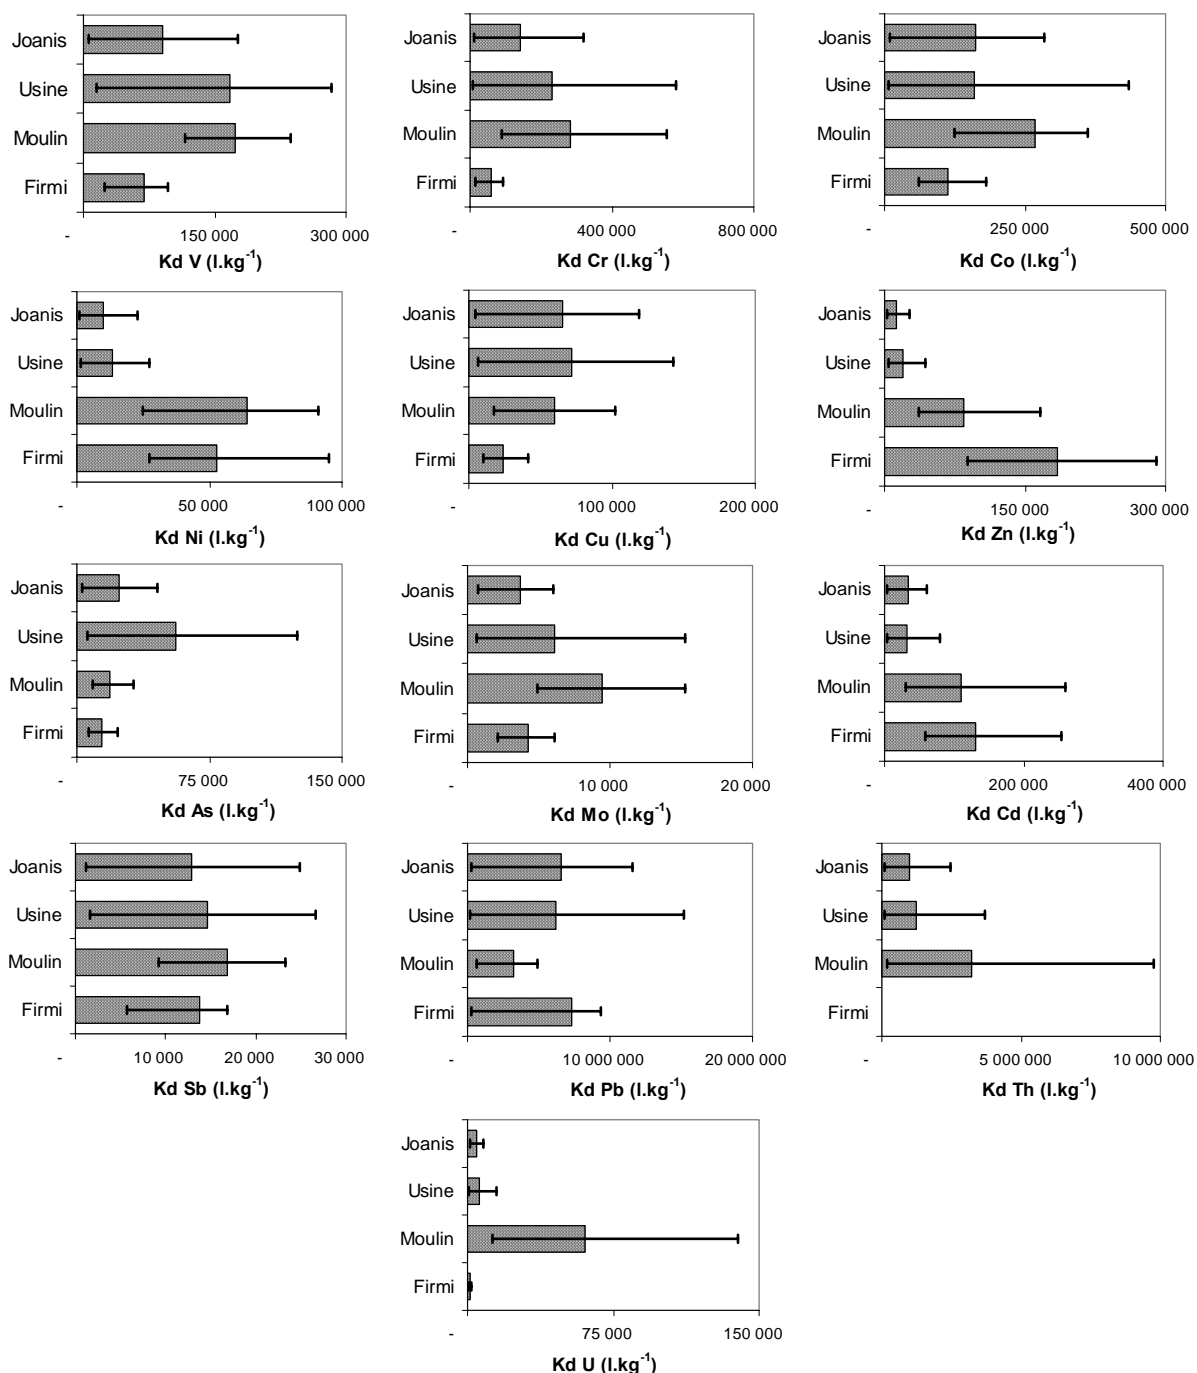 Joanis
Usine
Moulin
Firmi
- 150 000 300 000
Kd V (l.kg⁻¹)
Joanis
Usine
Moulin
Firmi
- 400 000 800 000
Kd Cr (l.kg⁻¹)
Joanis
Usine
Moulin
Firmi
- 250 000 500 000
Kd Co (l.kg⁻¹)
Joanis
Usine
Moulin
Firmi
- 50 000 100 000
Kd Ni (l.kg⁻¹)
Joanis
Usine
Moulin
Firmi
- 100 000 200 000
Kd Cu (l.kg⁻¹)
Joanis
Usine
Moulin
Firmi
- 150 000 300 000
Kd Zn (l.kg⁻¹)
Joanis
Usine
Moulin
Firmi
- 75 000 150 000
Kd As (l.kg⁻¹)
Joanis
Usine
Moulin
Firmi
- 10 000 20 000
Kd Mo (l.kg⁻¹)
Joanis
Usine
Moulin
Firmi
- 200 000 400 000
Kd Cd (l.kg⁻¹)
Joanis
Usine
Moulin
Firmi
- 10 000 20 000 30 000
Kd Sb (l.kg⁻¹)
Joanis
Usine
Moulin
Firmi
- 10 000 000 20 000 000
Kd Pb (l.kg⁻¹)
Joanis
Usine
Moulin
Firmi
- 5 000 000 10 000 000
Kd Th (l.kg⁻¹)
Joanis
Usine
Moulin
Firmi
- 75 000 150 000
Kd U (l.kg⁻¹)